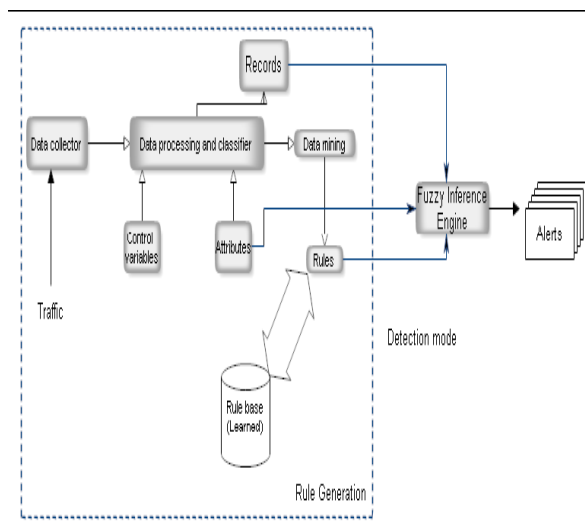 Records
Data collector
Data processing and classifier
Data mining
Fuzzy Inference
Engine
Alerts
Control
variables
Attributes
Rules
Traffic
Detection mode
Rule base
(Learned)
Rule Generation